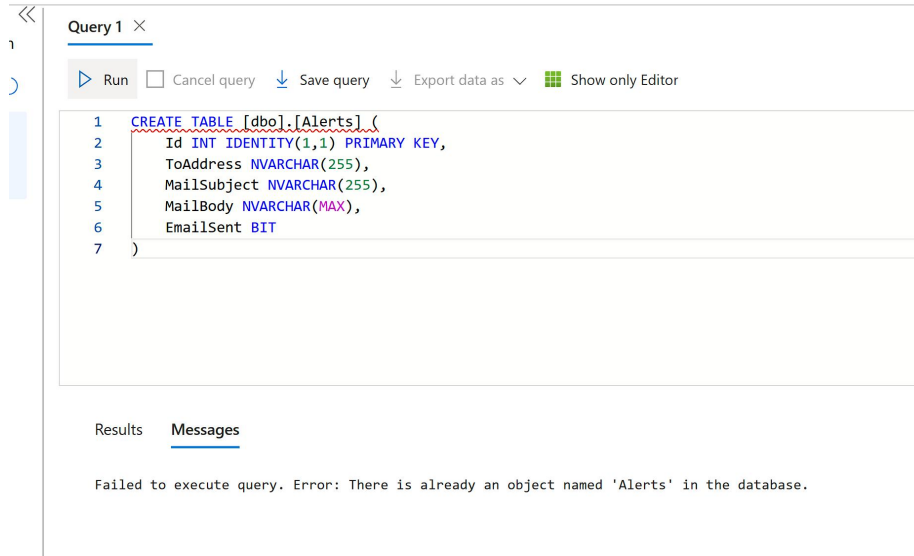 Query 1
Run Cancel query Save query Export data as Show only Editor
1 CREATE TABLE [dbo].[Alerts] (
2 Id INT IDENTITY(1,1) PRIMARY KEY,
3 ToAddress NVARCHAR(255),
4 MailSubject NVARCHAR(255),
5 MailBody NVARCHAR(MAX),
6 EmailSent BIT
7 )
Results Messages
Failed to execute query. Error: There is already an object named 'Alerts' in the database.